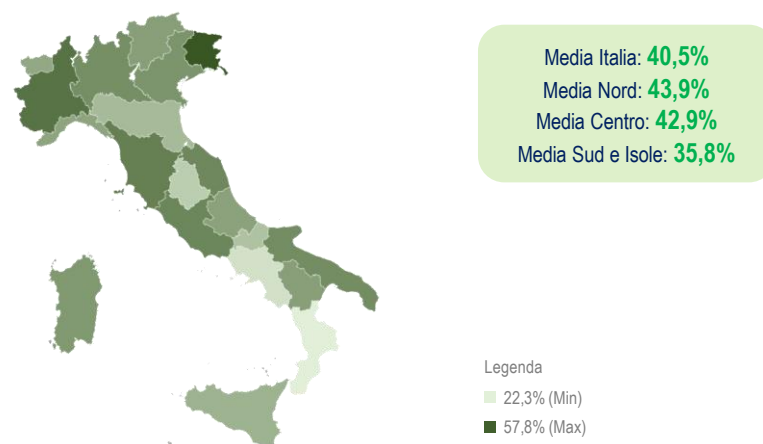 Media Italia: 40,5%
Media Nord: 43,9%
Media Centro: 42,9%
Media Sud e Isole: 35,8%
Legenda
22,3% (Min)
57,8% (Max)